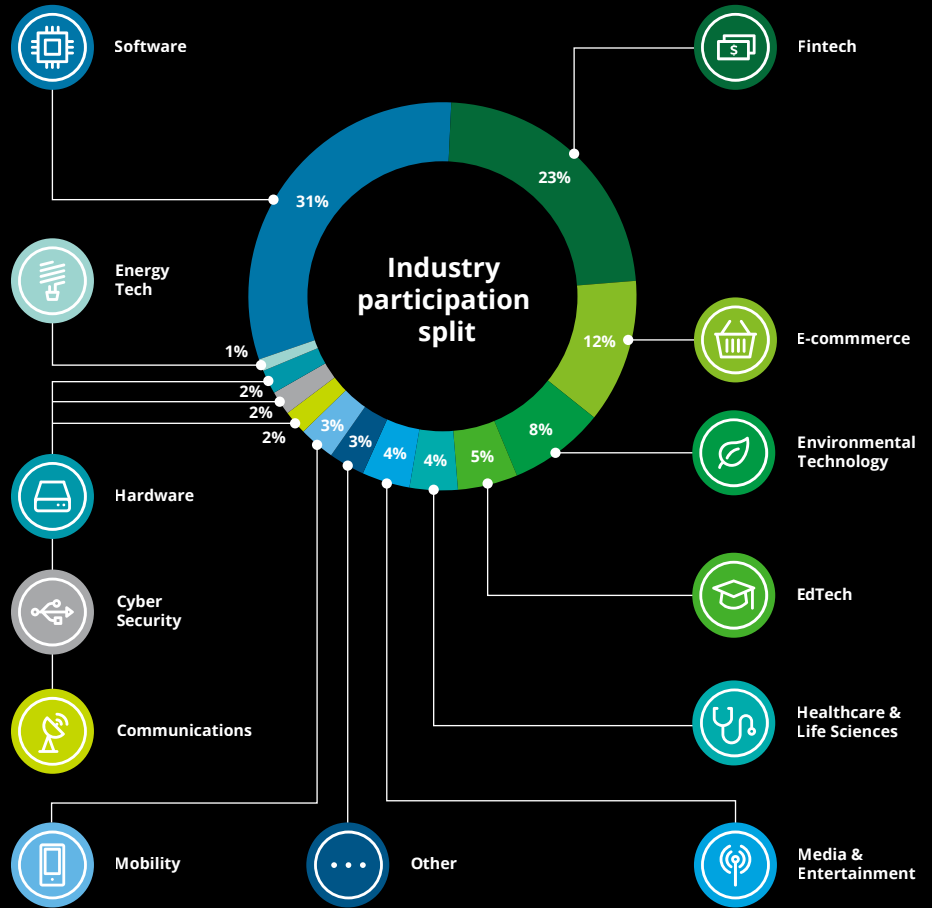 Software
Fintech
23%
31%
Industry
participation
split
Energy
Tech
E-commmerce
12%
1%
2%
2%
2%
3%
3%
4%
4%
5%
8%
Environmental
Technology
Hardware
EdTech
Cyber
Security
Healthcare &
Life Sciences
Communications
Mobility
Other
Media &
Entertainment
$